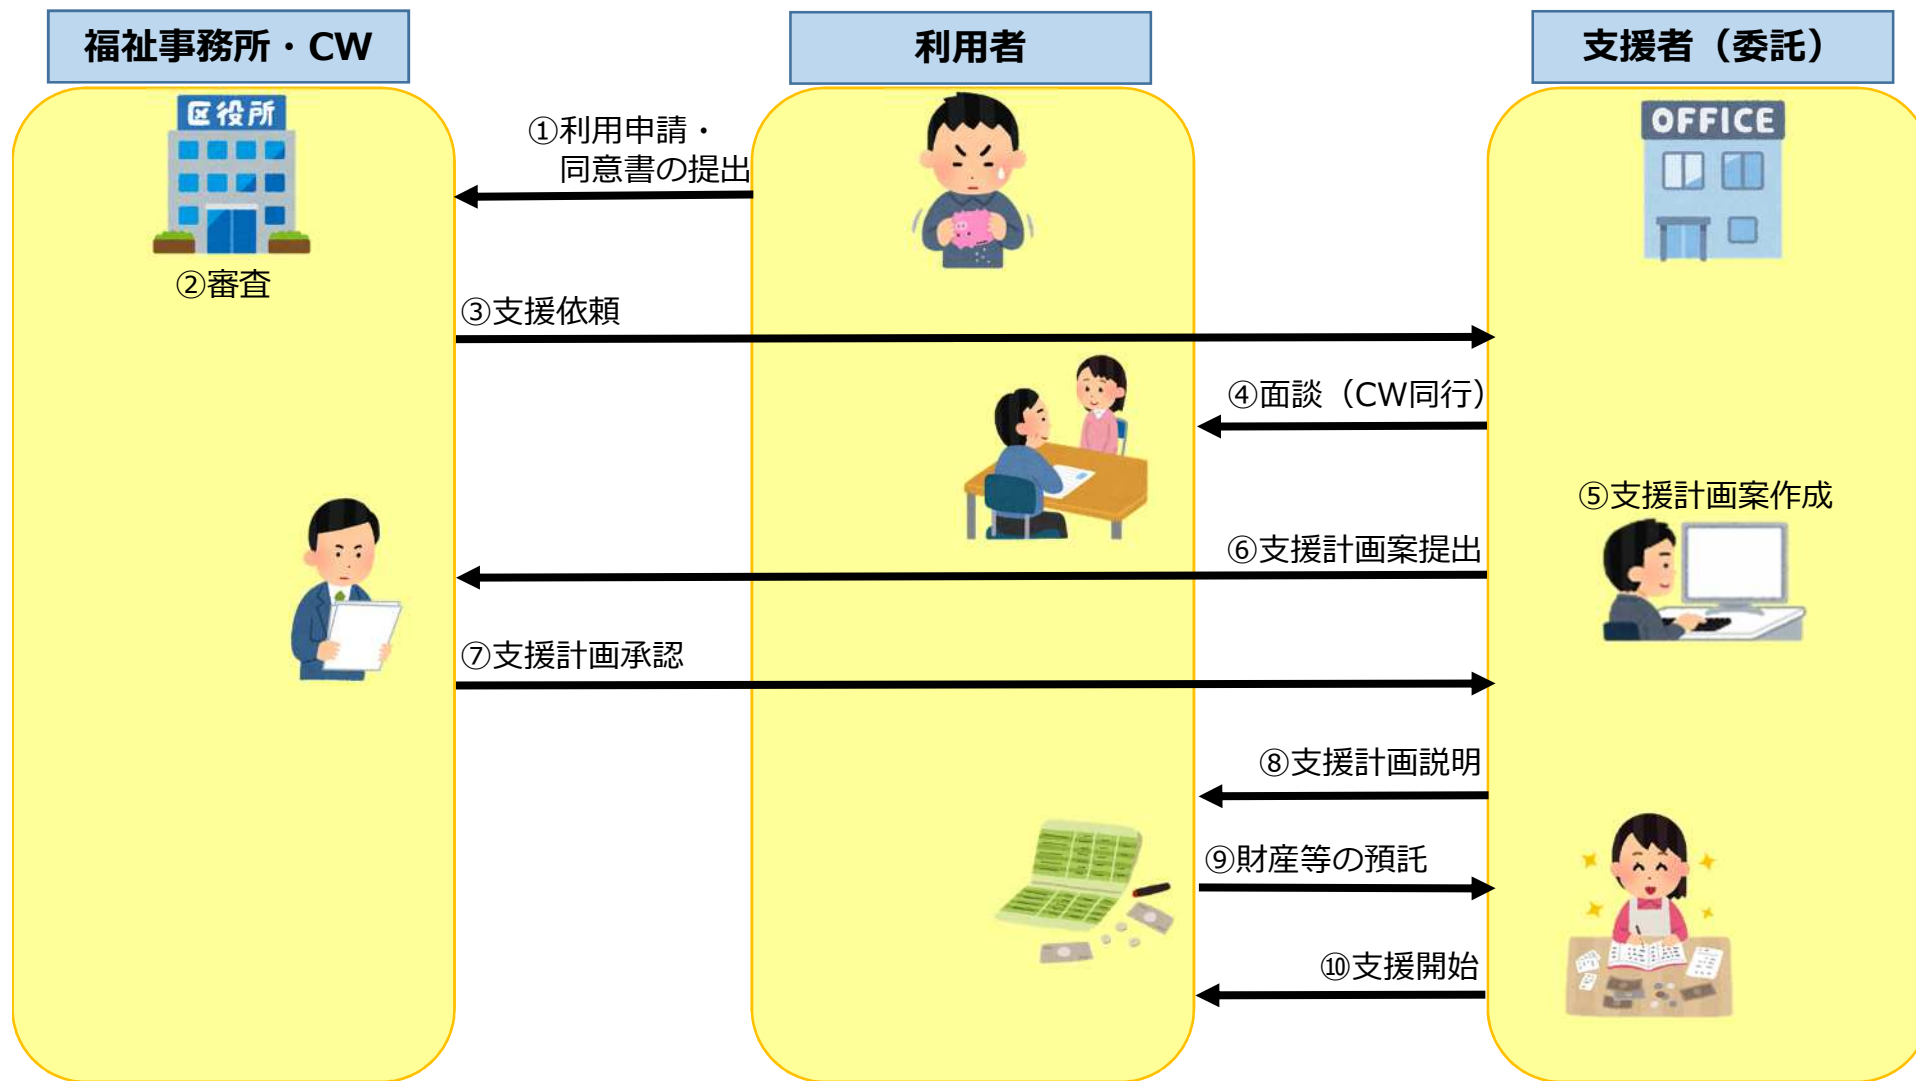 福祉事務所・CW
利用者
支援者（委託）
区役所
OFFICE
①利用申請・
同意書の提出
②審査
③支援依頼
④面談（CW同行）
⑤支援計画案作成
⑥支援計画案提出
⑦支援計画承認
⑧支援計画説明
⑨財産等の預託
⑩支援開始